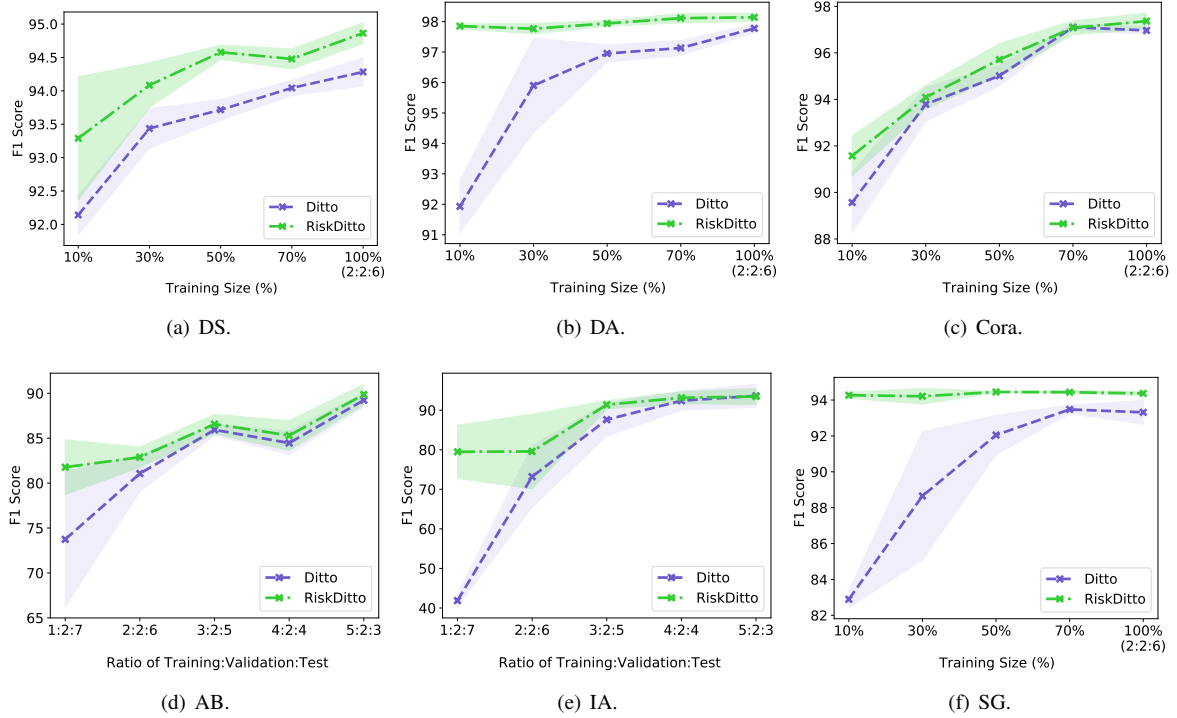 95.0
94.5
94.0
93.5
93.0
92.5
92.0
F1 Score
10%
30%
50%
70%
100%
(2:2:6)
Training Size (%)
Ditto
RiskDitto
(a) DS.
98
97
96
95
94
93
92
91
F1 Score
10%
30%
50%
70%
100%
(2:2:6)
Training Size (%)
Ditto
RiskDitto
(b) DA.
98
96
94
92
90
88
F1 Score
10%
30%
50%
70%
100%
(2:2:6)
Training Size (%)
Ditto
RiskDitto
(c) Cora.
90
85
80
75
70
65
F1 Score
1:2:7
2:2:6
3:2:5
4:2:4
5:2:3
Ratio of Training:Validation:Test
Ditto
RiskDitto
(d) AB.
90
80
70
60
50
40
F1 Score
1:2:7
2:2:6
3:2:5
4:2:4
5:2:3
Ratio of Training:Validation:Test
Ditto
RiskDitto
(e) IA.
94
92
90
88
86
84
82
F1 Score
10%
30%
50%
70%
100%
(2:2:6)
Training Size (%)
Ditto
RiskDitto
(f) SG.